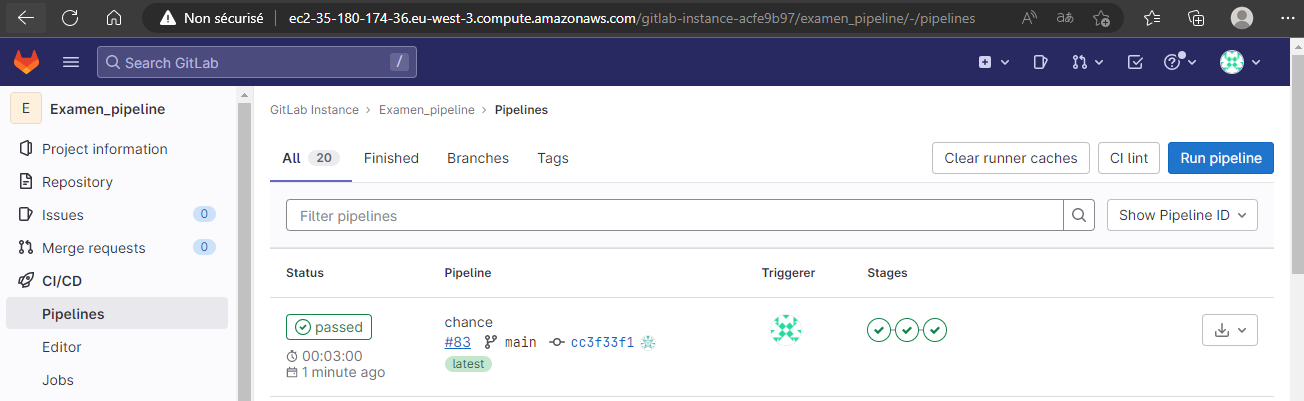 Non sécurisé ec2-35-180-174-36.eu-west-3.compute.amazonaws.com/gitlab-instance-acfe9b97/examen_pipeline/-/pipelines
Search GitLab /
E Examen_pipeline
Project information
Repository
Issues 0
Merge requests 0
CI/CD
Pipelines
Editor
Jobs
GitLab Instance > Examen_pipeline > Pipelines
All 20 Finished Branches Tags
Clear runner caches CI lint Run pipeline
Filter pipelines Show Pipeline ID
Status Pipeline Triggerer Stages
passed
00:03:00
1 minute ago
chance
#83 main cc3f33f1
latest